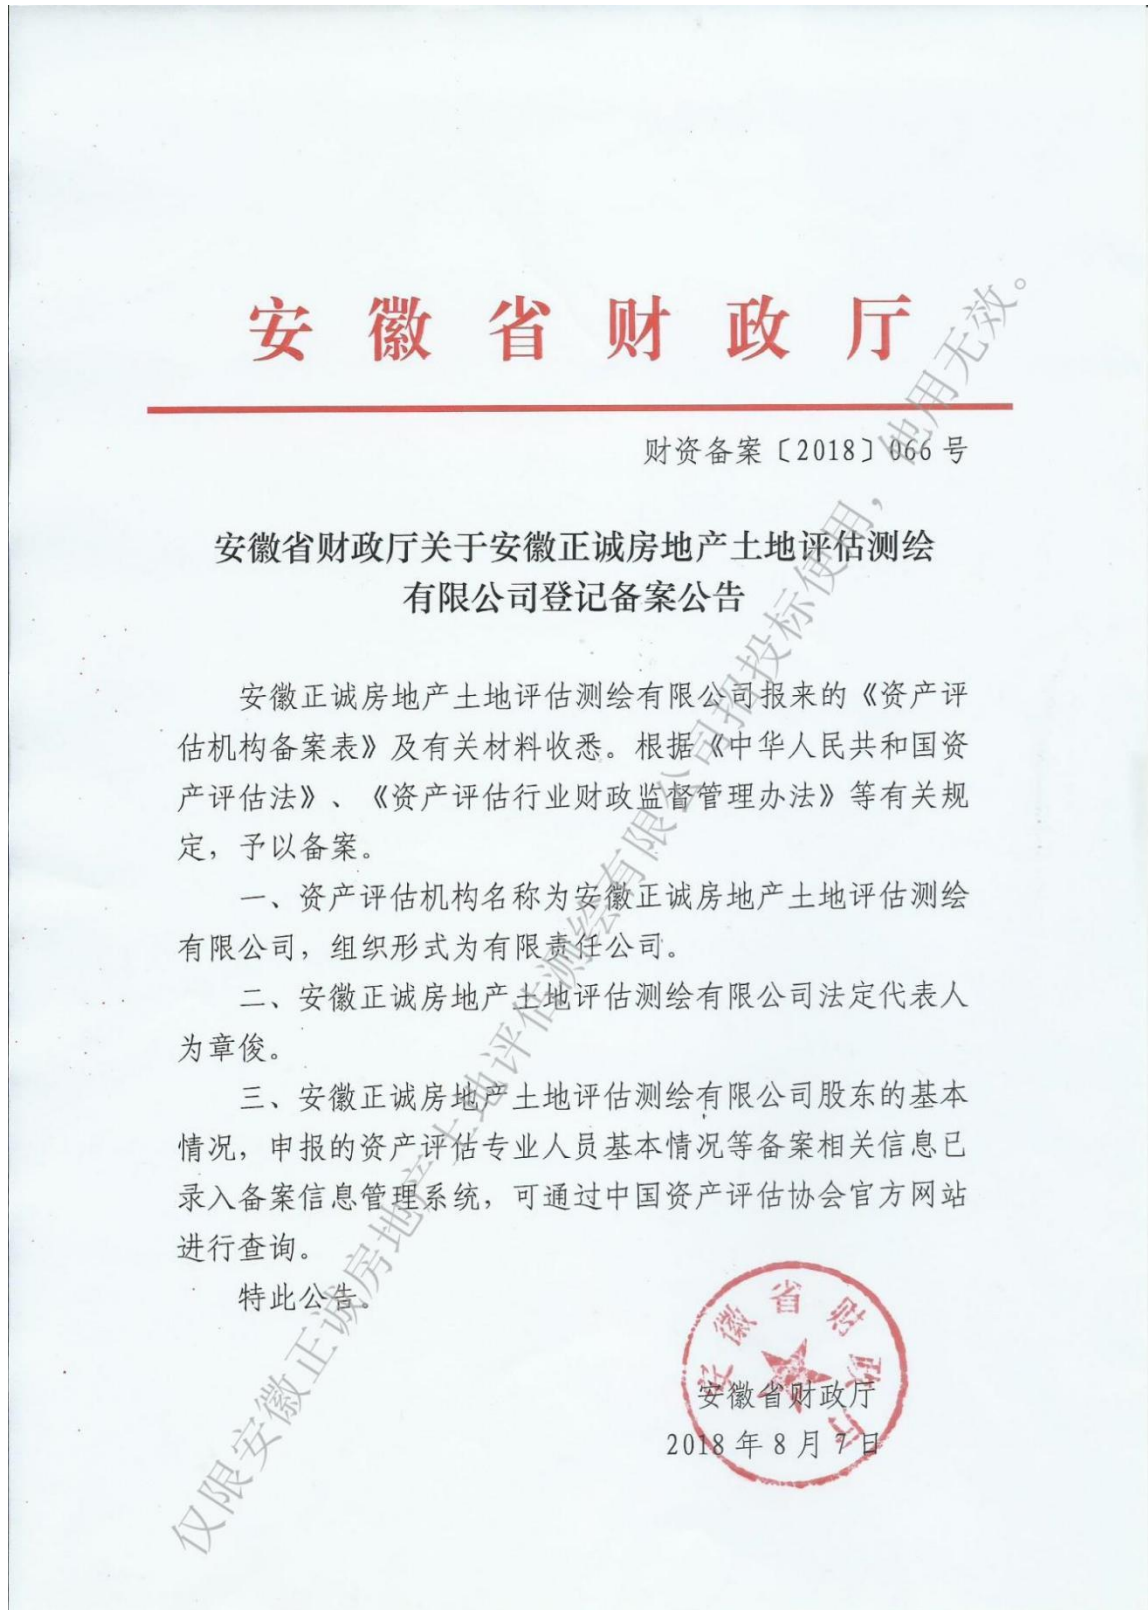 安徽省财政厅
财资备案〔2018〕066号
安徽省财政厅关于安徽正诚房地产土地评估测绘
有限公司登记备案公告
安徽正诚房地产土地评估测绘有限公司报来的《资产评
估机构备案表》及有关材料收悉。根据《中华人民共和国资
产评估法》、《资产评估行业财政监督管理办法》等有关规
定，予以备案。
一、资产评估机构名称为安徽正诚房地产土地评估测绘
有限公司，组织形式为有限责任公司。
二、安徽正诚房地产土地评估测绘有限公司法定代表人
为章俊。
三、安徽正诚房地产土地评估测绘有限公司股东的基本
情况，申报的资产评估专业人员基本情况等备案相关信息已
录入备案信息管理系统，可通过中国资产评估协会官方网站
进行查询。
特此公告。
安徽省财政厅
安徽省财政厅
2018年8月7日
仅限安徽正诚房地产土地评估测绘有限公司招投标使用，他用无效。